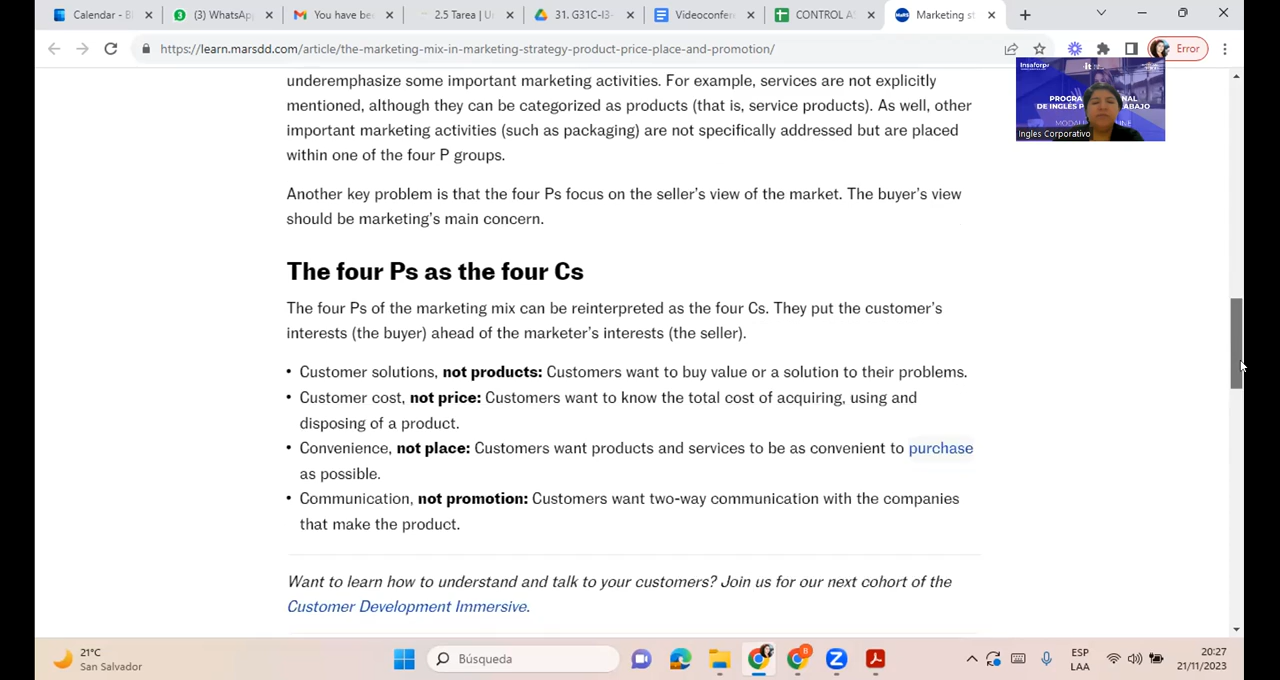 Calendar - B
(3) WhatsAp
You have be
2.5 Tarea | U
31. G31C-I3-
Videoconfer
CONTROL A
Marketing st
https://learn.marsdd.com/article/the-marketing-mix-in-marketing-strategy-product-price-place-and-promotion/
Error
underemphasize some important marketing activities. For example, services are not explicitly
mentioned, although they can be categorized as products (that is, service products). As well, other
important marketing activities (such as packaging) are not specifically addressed but are placed
within one of the four P groups.
Insaforp
PROGRA NAL
DE INGLÉS P ABAJO
MODA LINE
Ingles Corporativo
Another key problem is that the four Ps focus on the seller's view of the market. The buyer's view
should be marketing's main concern.
The four Ps as the four Cs
The four Ps of the marketing mix can be reinterpreted as the four Cs. They put the customer's
interests (the buyer) ahead of the marketer's interests (the seller).
• Customer solutions, not products: Customers want to buy value or a solution to their problems.
• Customer cost, not price: Customers want to know the total cost of acquiring, using and
disposing of a product.
• Convenience, not place: Customers want products and services to be as convenient to purchase
as possible.
• Communication, not promotion: Customers want two-way communication with the companies
that make the product.
Want to learn how to understand and talk to your customers? Join us for our next cohort of the
Customer Development Immersive.
21°C
San Salvador
Búsqueda
ESP
LAA
20:27
21/11/2023